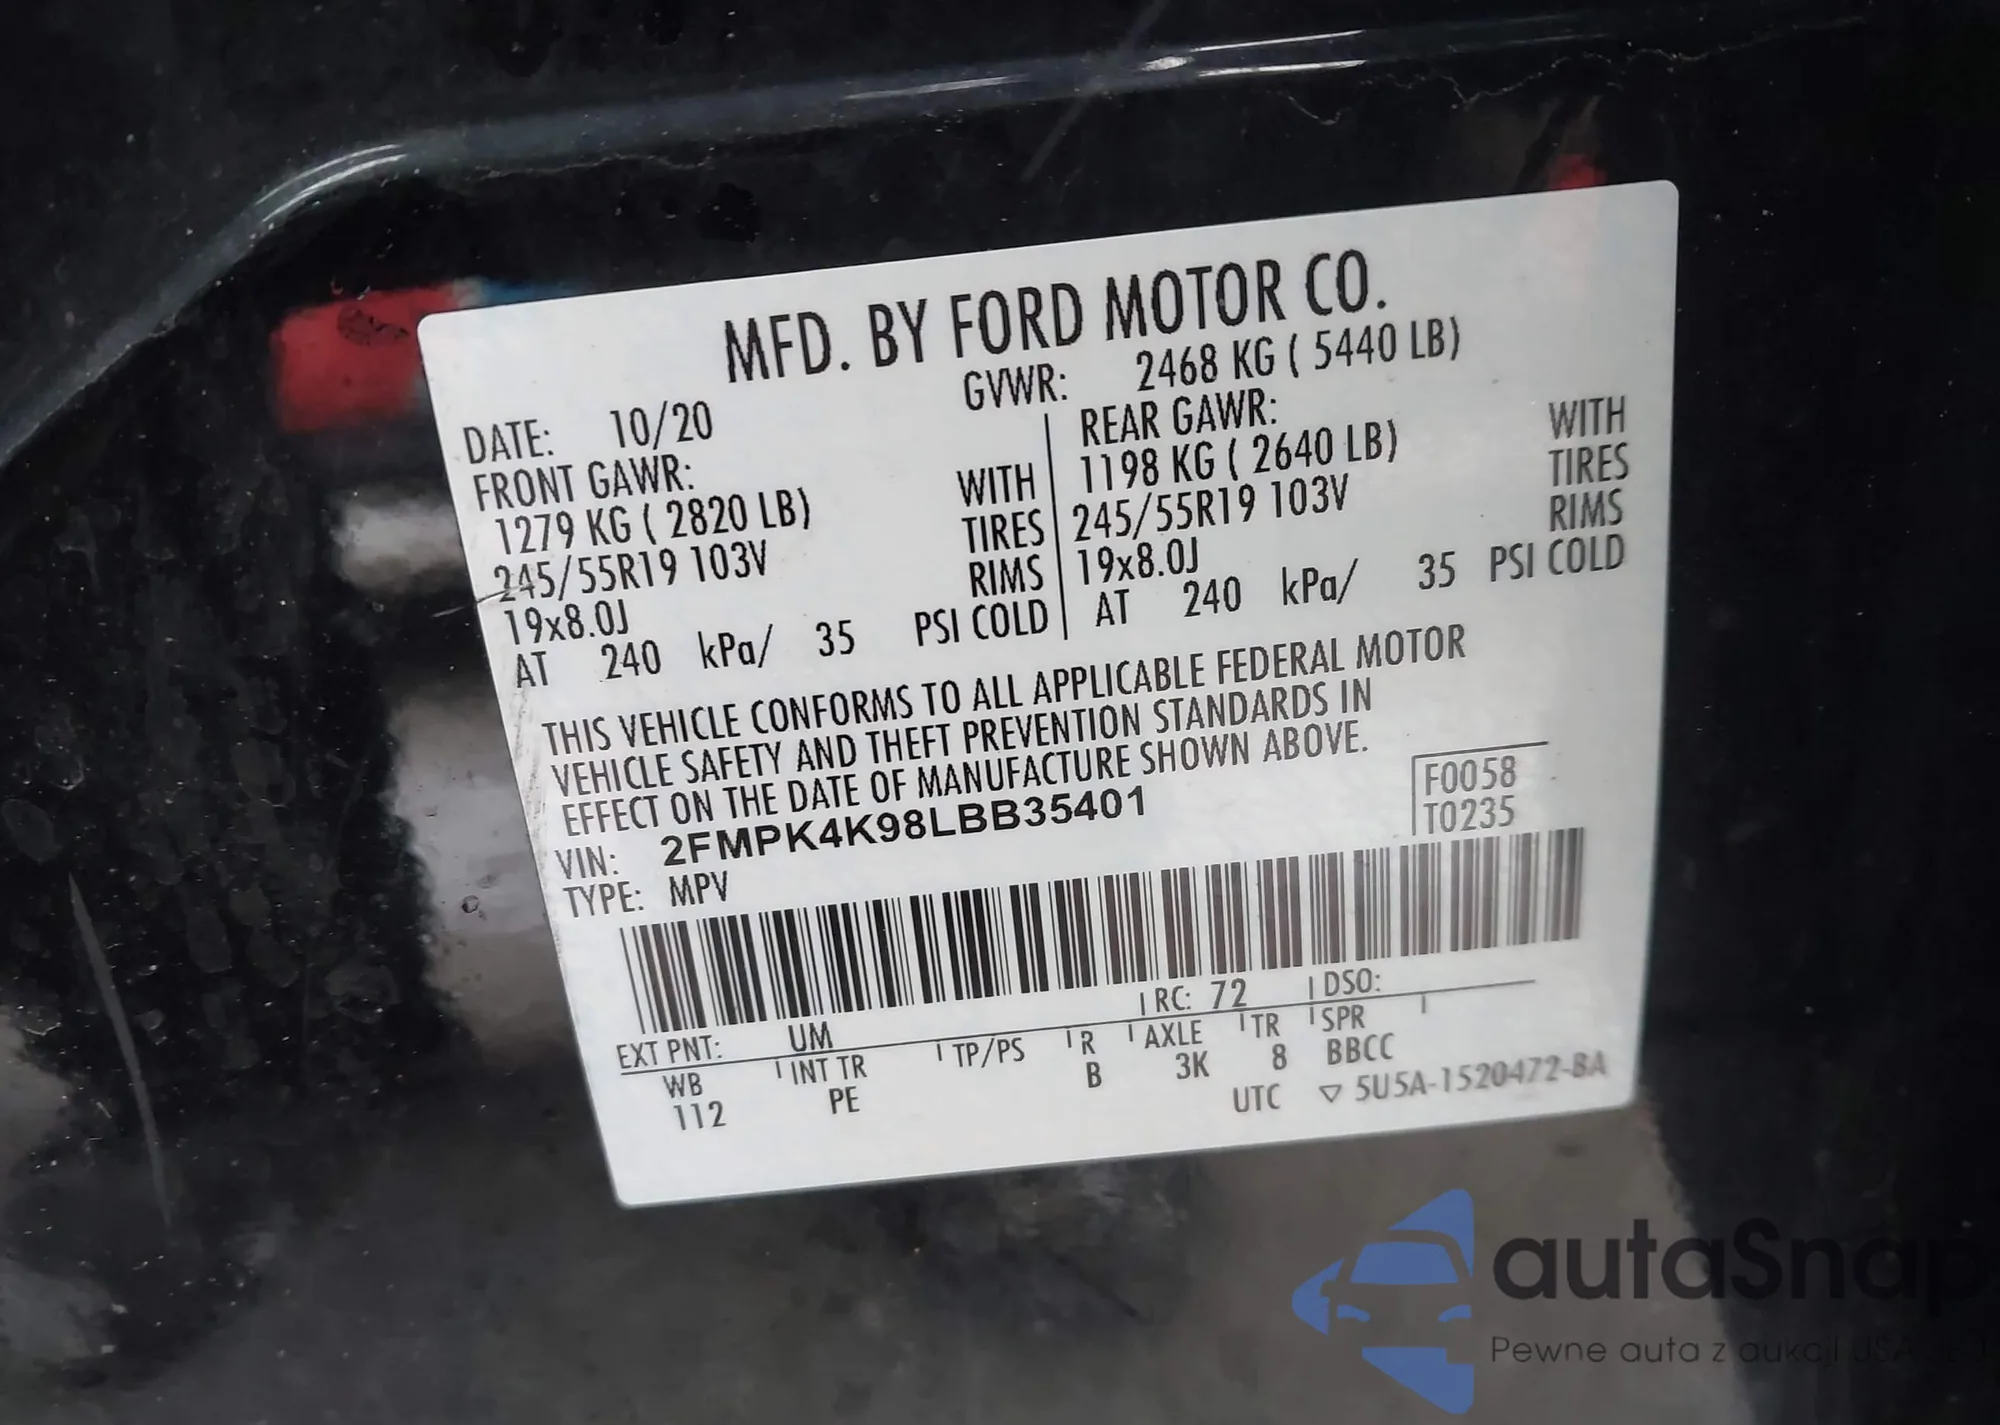 MFD. BY FORD MOTOR CO.
DATE: 10/20 GVWR: 2468 KG ( 5440 LB)
FRONT GAWR: REAR GAWR:
1279 KG ( 2820 LB) WITH 1198 KG ( 2640 LB) WITH
245/55R19 103V TIRES 245/55R19 103V TIRES
19x8.0J RIMS 19x8.0J RIMS
AT 240 kPa/ 35 PSI COLD AT 240 kPa/ 35 PSI COLD
THIS VEHICLE CONFORMS TO ALL APPLICABLE FEDERAL MOTOR
VEHICLE SAFETY AND THEFT PREVENTION STANDARDS IN
EFFECT ON THE DATE OF MANUFACTURE SHOWN ABOVE.
VIN: 2FMPK4K98LBB35401
TYPE: MPV
F0058
T0235
EXT PNT: UM RC: 72 DSO:
WB INT TR TP/PS R AXLE TR SPR
112 PE B 3K 8 BBCC
UTC ▽ 5U5A-1520472-BA
autaSnap
Pewne auta z aukcji USA